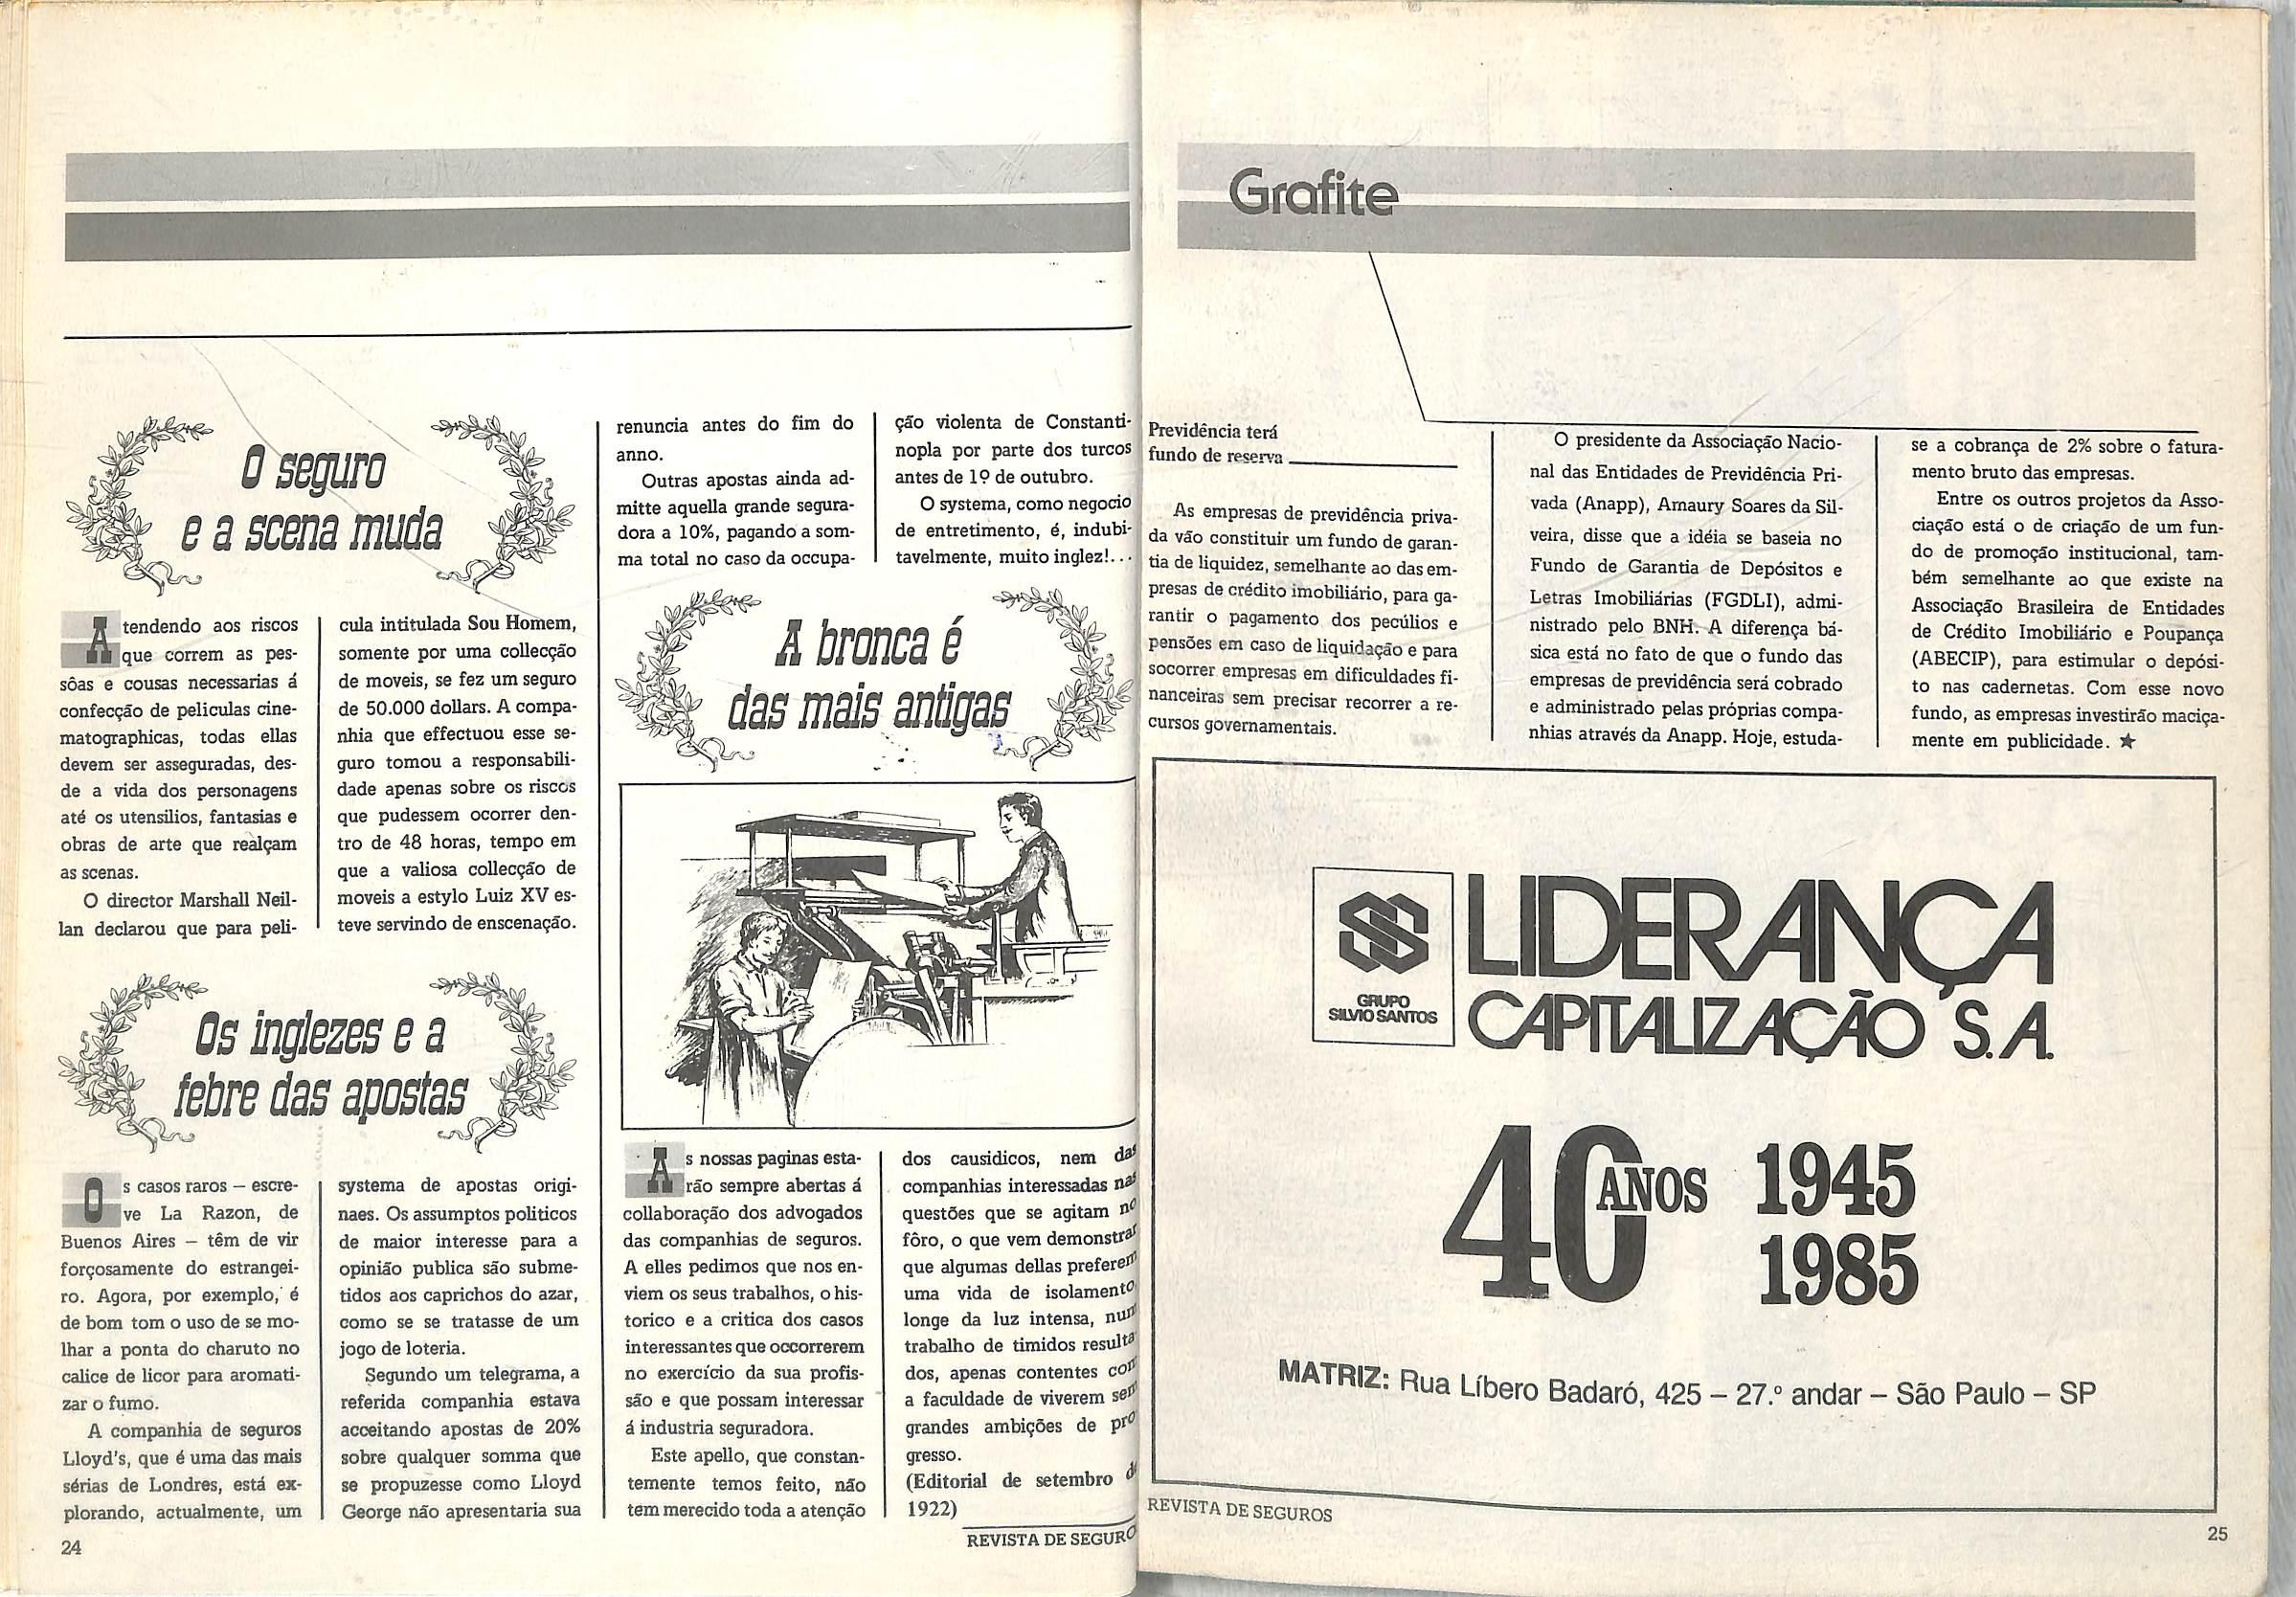 O seguro
e a scena muda
Atendendo aos riscos
que correm as pes-
sôas e cousas necessarias á
confecção de peliculas cine-
matographicas, todas ellas
devem ser asseguradas, des-
de a vida dos personagens
até os utensilios, fantasias e
obras de arte que realçam
as scenas.
O director Marshall Neil-
lan declarou que para peli-
cula intitulada Sou Homem,
somente por uma collecção
de moveis, se fez um seguro
de 50.000 dollars. A compa-
nhia que effectuou esse se-
guro tomou a responsabili-
dade apenas sobre os riscos
que pudessem ocorrer den-
tro de 48 horas, tempo em
que a valiosa collecção de
moveis a estylo Luiz XV es-
teve servindo de enscenação.
Os inglezes e a
febre das apostas
Os casos raros – escre-
ve La Razon, de
Buenos Aires – têm de vir
forçosamente do estrangei-
ro. Agora, por exemplo, é
de bom tom o uso de se mo-
lhar a ponta do charuto no
calice de licor para aromati-
zar o fumo.
A companhia de seguros
Lloyd's, que é uma das mais
sérias de Londres, está ex-
plorando, actualmente, um
systema de apostas origi-
naes. Os assumptos politicos
de maior interesse para a
opinião publica são subme-
tidos aos caprichos do azar,
como se se tratasse de um
jogo de loteria.
Segundo um telegrama, a
referida companhia estava
acceitando apostas de 20%
sobre qualquer somma que
se propuzesse como Lloyd
George não apresentaria sua
renuncia antes do fim do
anno.
Outras apostas ainda ad-
mitte aquella grande segura-
dora a 10%, pagando a som-
ma total no caso da occupa-
ção violenta de Constanti-
nopla por parte dos turcos
antes de 1º de outubro.
O systema, como negocio
de entretimento, é, indubi-
tavelmente, muito inglez!...
A bronca é
das mais antigas
As nossas paginas esta-
rão sempre abertas á
collaboração dos advogados
das companhias de seguros.
A elles pedimos que nos en-
viem os seus trabalhos, o his-
torico e a critica dos casos
interessantes que occorrerem
no exercício da sua profis-
são e que possam interessar
á industria seguradora.
Este apello, que constan-
temente temos feito, não
tem merecido toda a atenção
dos causidicos, nem das
companhias interessadas nas
questões que se agitam no
fôro, o que vem demonstrar
que algumas dellas preferem
uma vida de isolamento,
longe da luz intensa, num
trabalho de timidos resulta-
dos, apenas contentes com
a faculdade de viverem sem
grandes ambições de pro
gresso.
(Editorial de setembro de
1922)
24
REVISTA DE SEGURO
Grafite
Previdência terá
fundo de reserva
As empresas de previdência priva-
da vão constituir um fundo de garan-
tia de liquidez, semelhante ao das em-
presas de crédito imobiliário, para ga-
rantir o pagamento dos pecúlios e
pensões em caso de liquidação e para
socorrer empresas em dificuldades fi-
nanceiras sem precisar recorrer a re-
cursos governamentais.
O presidente da Associação Nacio-
nal das Entidades de Previdência Pri-
vada (Anapp), Amaury Soares da Sil-
veira, disse que a idéia se baseia no
Fundo de Garantia de Depósitos e
Letras Imobiliárias (FGDLI), admi-
nistrado pelo BNH. A diferença bá-
sica está no fato de que o fundo das
empresas de previdência será cobrado
e administrado pelas próprias compa-
nhias através da Anapp. Hoje, estuda-
se a cobrança de 2% sobre o fatura-
mento bruto das empresas.
Entre os outros projetos da Asso-
ciação está o de criação de um fun-
do de promoção institucional, tam-
bém semelhante ao que existe na
Associação Brasileira de Entidades
de Crédito Imobiliário e Poupança
(ABECIP), para estimular o depósi-
to nas cadernetas. Com esse novo
fundo, as empresas investirão maciça-
mente em publicidade. ★
GRUPO
SILVIO SANTOS
LIDERANÇA
CAPITALIZAÇÃO S.A.
40 ANOS 1945
1985
MATRIZ: Rua Líbero Badaró, 425 – 27.º andar – São Paulo – SP
REVISTA DE SEGUROS
25